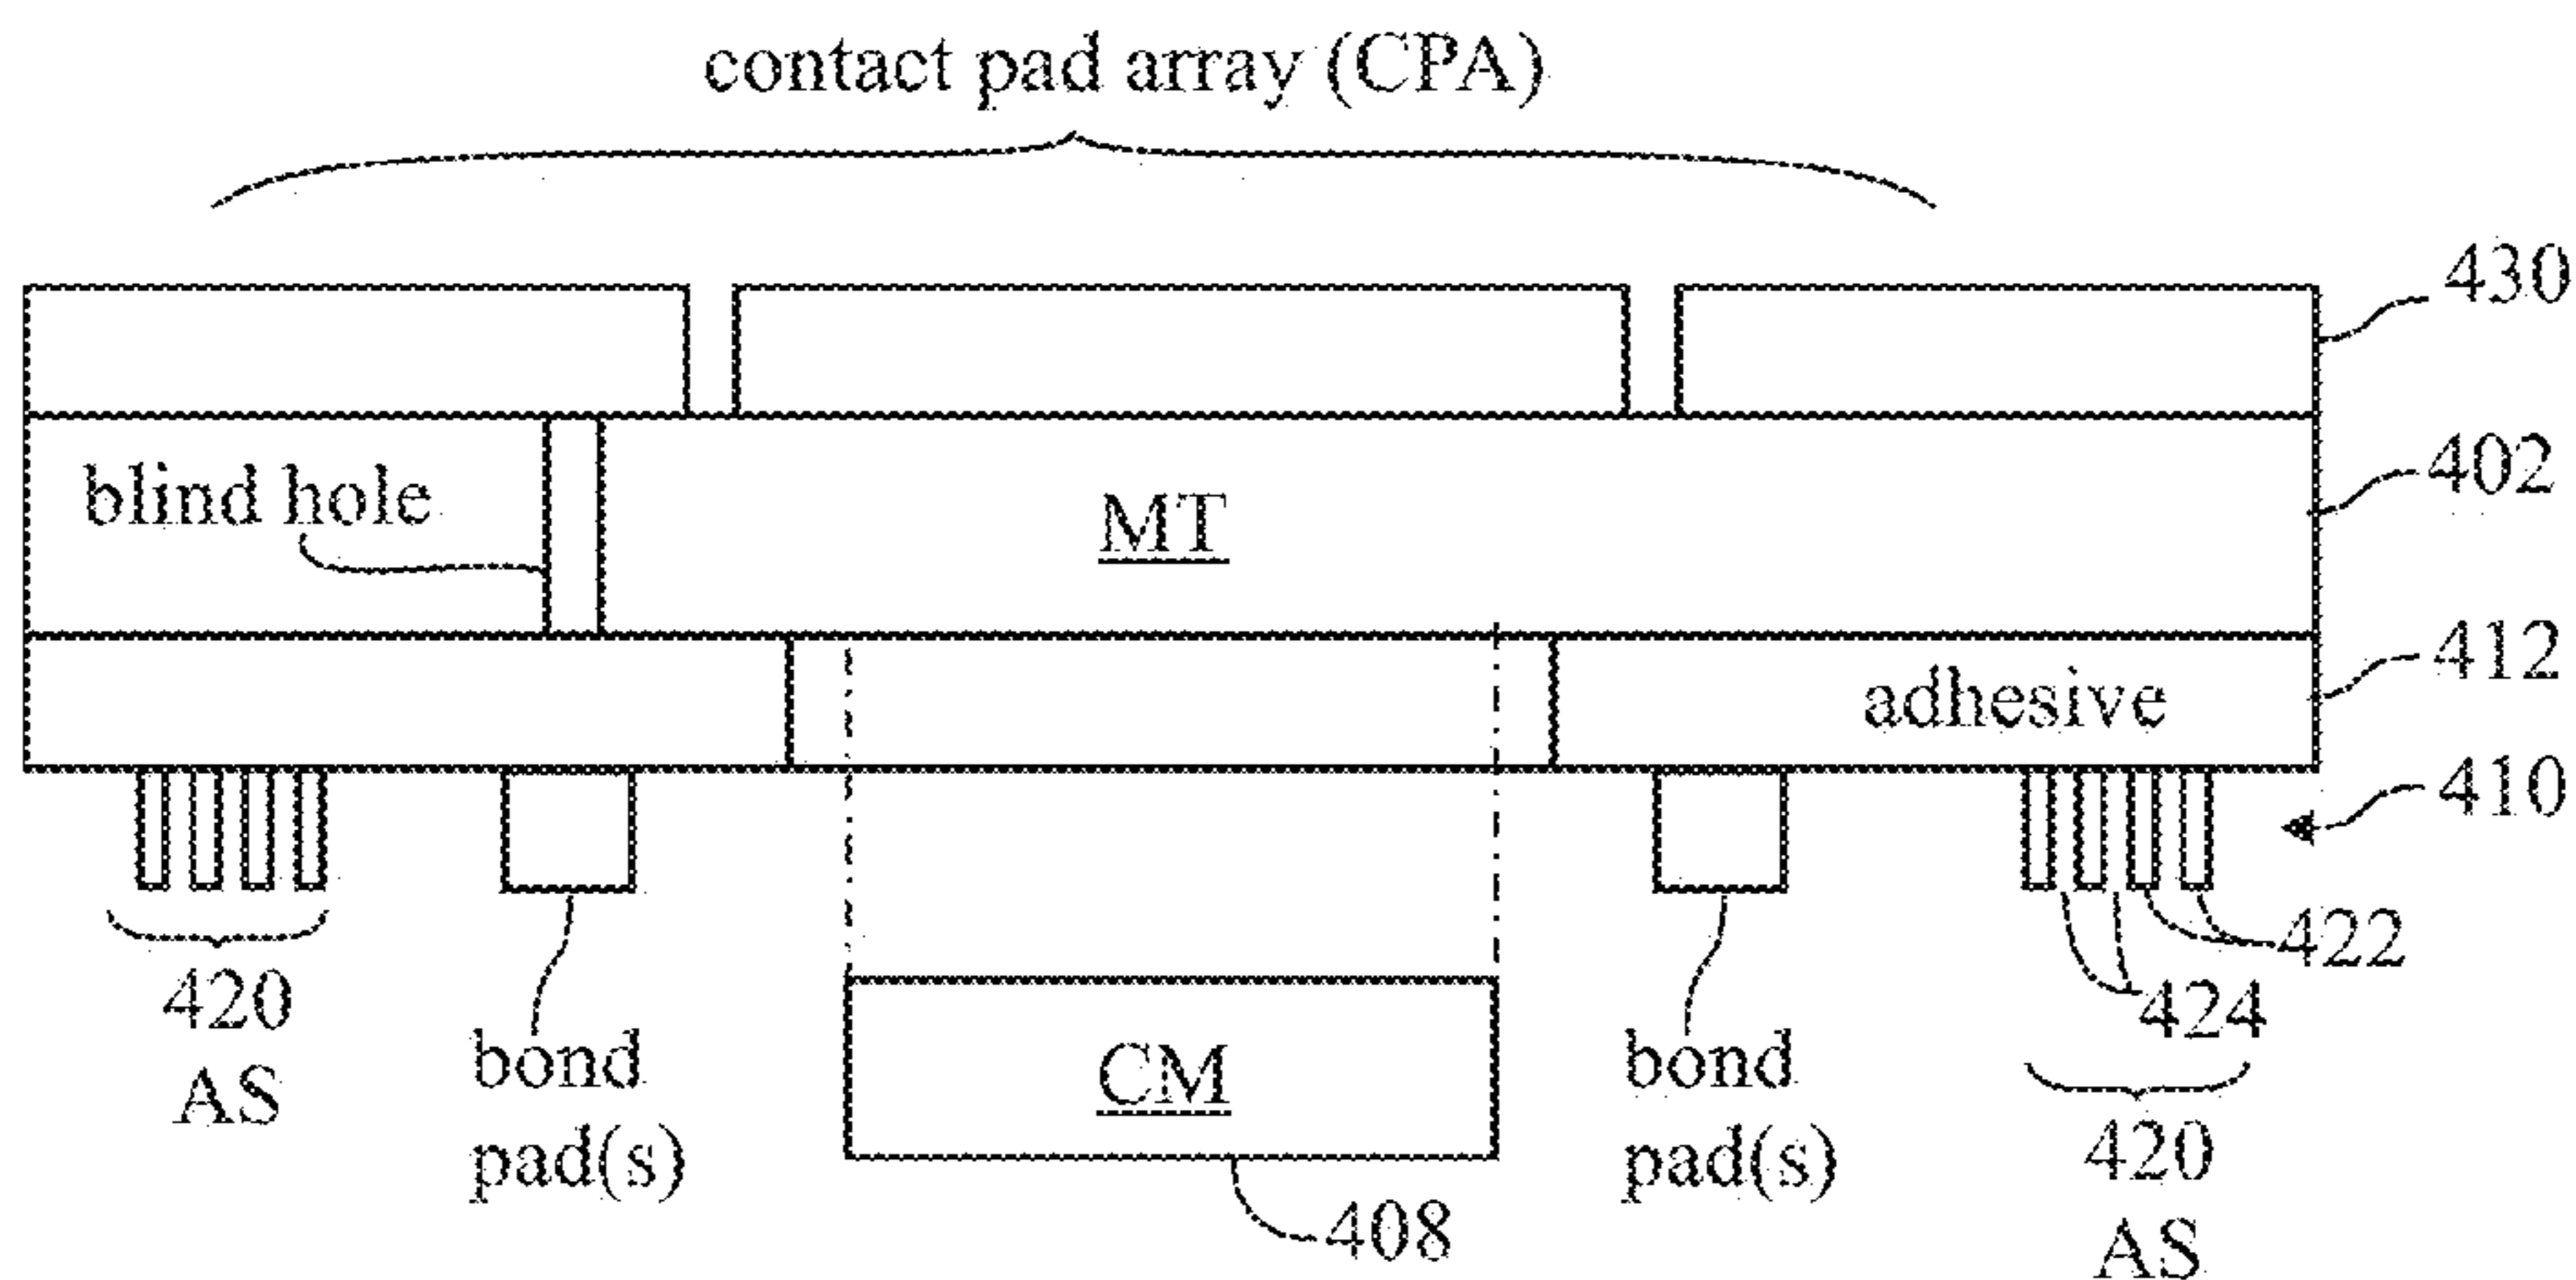 contact pad array (CPA)
430
blind hole
MT
402
412
adhesive
410
422
424
420
AS
bond
pad(s)
CM
408
bond
pad(s)
420
AS